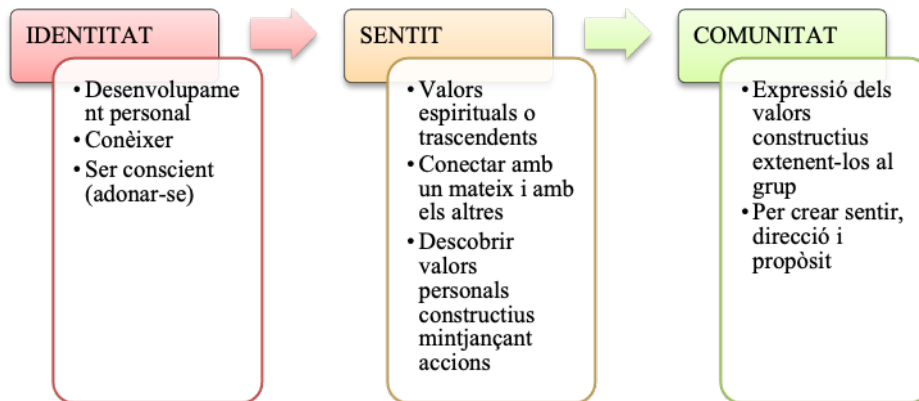 IDENTITAT
• Desenvolupame
nt personal
• Conèixer
• Ser conscient
(adonar-se)
SENTIT
• Valors
espirituals o
trascendents
• Conectar amb
un mateix i amb
els altres
• Descobrir
valors
personals
constructius
mintjançant
accions
COMUNITAT
• Expressió dels
valors
constructius
extenent-los al
grup
• Per crear sentir,
direcció i
propòsit